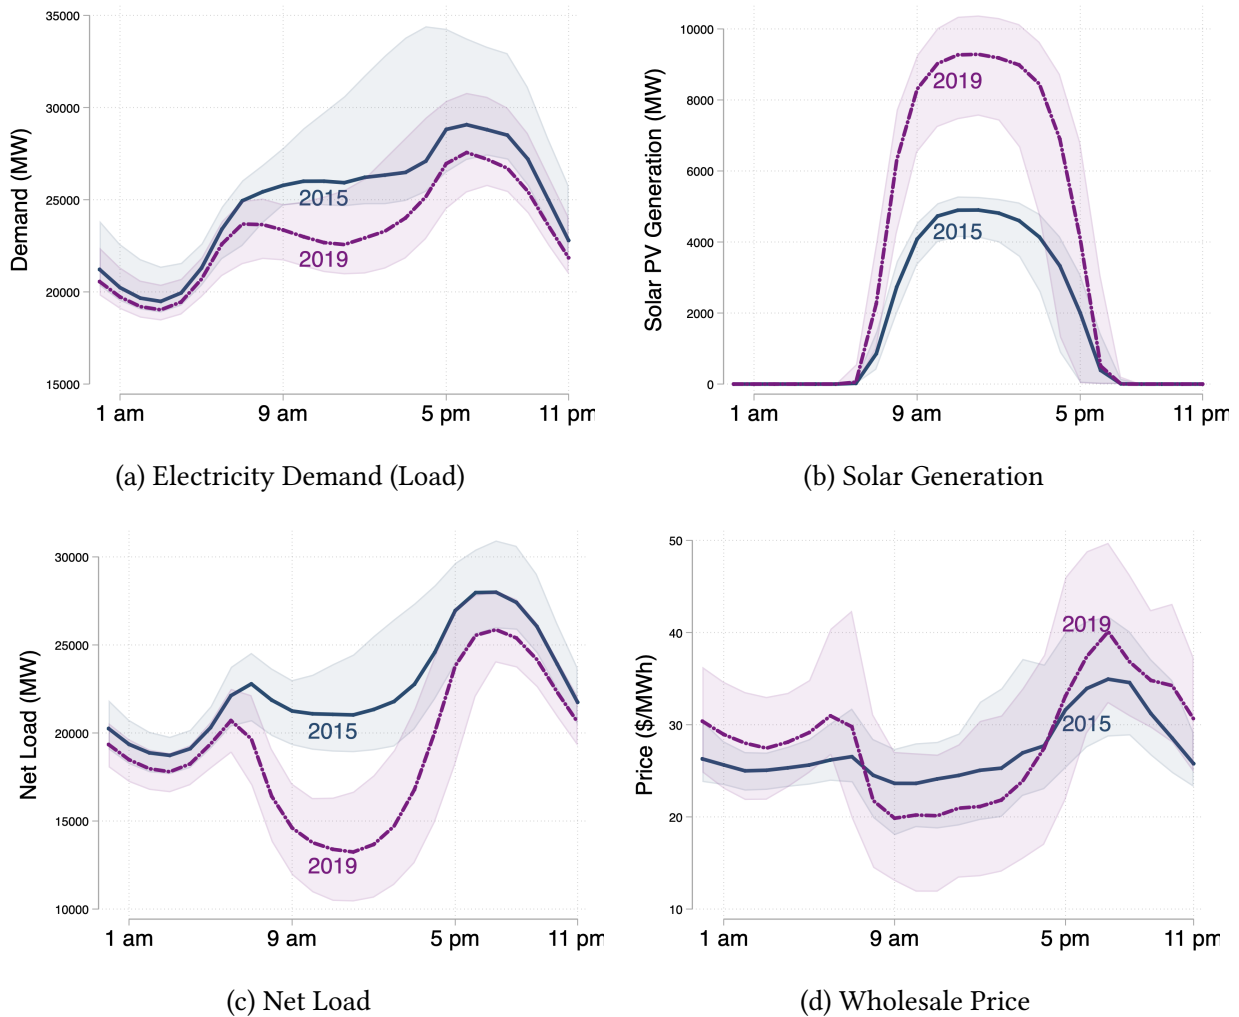 35000
30000
25000
20000
15000
Demand (MW)
2015
2019
1 am
9 am
5 pm
11 pm
(a) Electricity Demand (Load)
10000
8000
6000
4000
2000
0
Solar PV Generation (MW)
2019
2015
1 am
9 am
5 pm
11 pm
(b) Solar Generation
30000
25000
20000
15000
10000
Net Load (MW)
2015
2019
1 am
9 am
5 pm
11 pm
(c) Net Load
50
40
30
20
10
Price ($/MWh)
2019
2015
1 am
9 am
5 pm
11 pm
(d) Wholesale Price